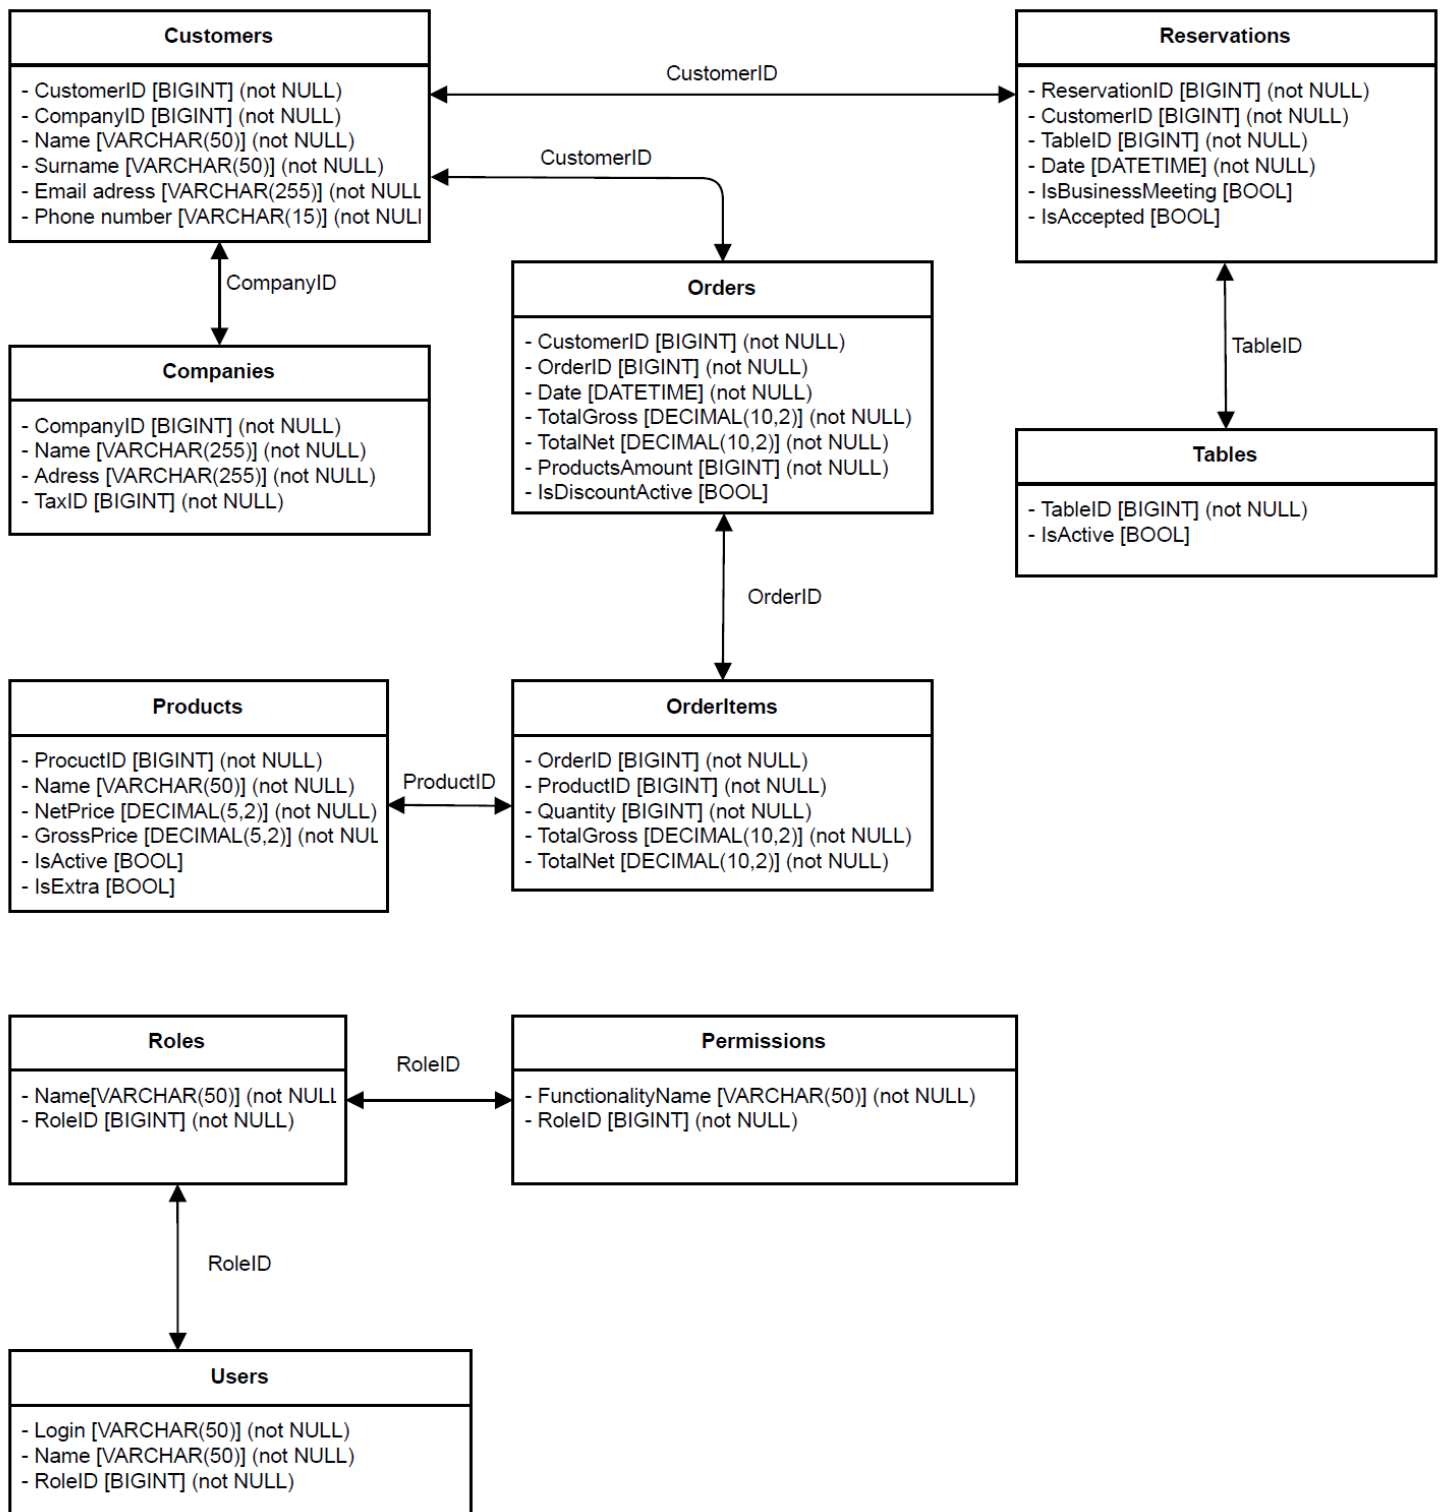 Customers
- CustomerID [BIGINT] (not NULL)
- CompanyID [BIGINT] (not NULL)
- Name [VARCHAR(50)] (not NULL)
- Surname [VARCHAR(50)] (not NULL)
- Email adress [VARCHAR(255)] (not NULL
- Phone number [VARCHAR(15)] (not NULL
CustomerID
Reservations
- ReservationID [BIGINT] (not NULL)
- CustomerID [BIGINT] (not NULL)
- TableID [BIGINT] (not NULL)
- Date [DATETIME] (not NULL)
- IsBusinessMeeting [BOOL]
- IsAccepted [BOOL]
CustomerID
CompanyID
Orders
- CustomerID [BIGINT] (not NULL)
- OrderID [BIGINT] (not NULL)
- Date [DATETIME] (not NULL)
- TotalGross [DECIMAL(10,2)] (not NULL)
- TotalNet [DECIMAL(10,2)] (not NULL)
- ProductsAmount [BIGINT] (not NULL)
- IsDiscountActive [BOOL]
TableID
Companies
- CompanyID [BIGINT] (not NULL)
- Name [VARCHAR(255)] (not NULL)
- Adress [VARCHAR(255)] (not NULL)
- TaxID [BIGINT] (not NULL)
Tables
- TableID [BIGINT] (not NULL)
- IsActive [BOOL]
OrderID
Products
- ProcuctID [BIGINT] (not NULL)
- Name [VARCHAR(50)] (not NULL)
- NetPrice [DECIMAL(5,2)] (not NULL)
- GrossPrice [DECIMAL(5,2)] (not NUL
- IsActive [BOOL]
- IsExtra [BOOL]
ProductID
OrderItems
- OrderID [BIGINT] (not NULL)
- ProductID [BIGINT] (not NULL)
- Quantity [BIGINT] (not NULL)
- TotalGross [DECIMAL(10,2)] (not NULL)
- TotalNet [DECIMAL(10,2)] (not NULL)
Roles
- Name[VARCHAR(50)] (not NULL
- RoleID [BIGINT] (not NULL)
RoleID
Permissions
- FunctionalityName [VARCHAR(50)] (not NULL)
- RoleID [BIGINT] (not NULL)
RoleID
Users
- Login [VARCHAR(50)] (not NULL)
- Name [VARCHAR(50)] (not NULL)
- RoleID [BIGINT] (not NULL)